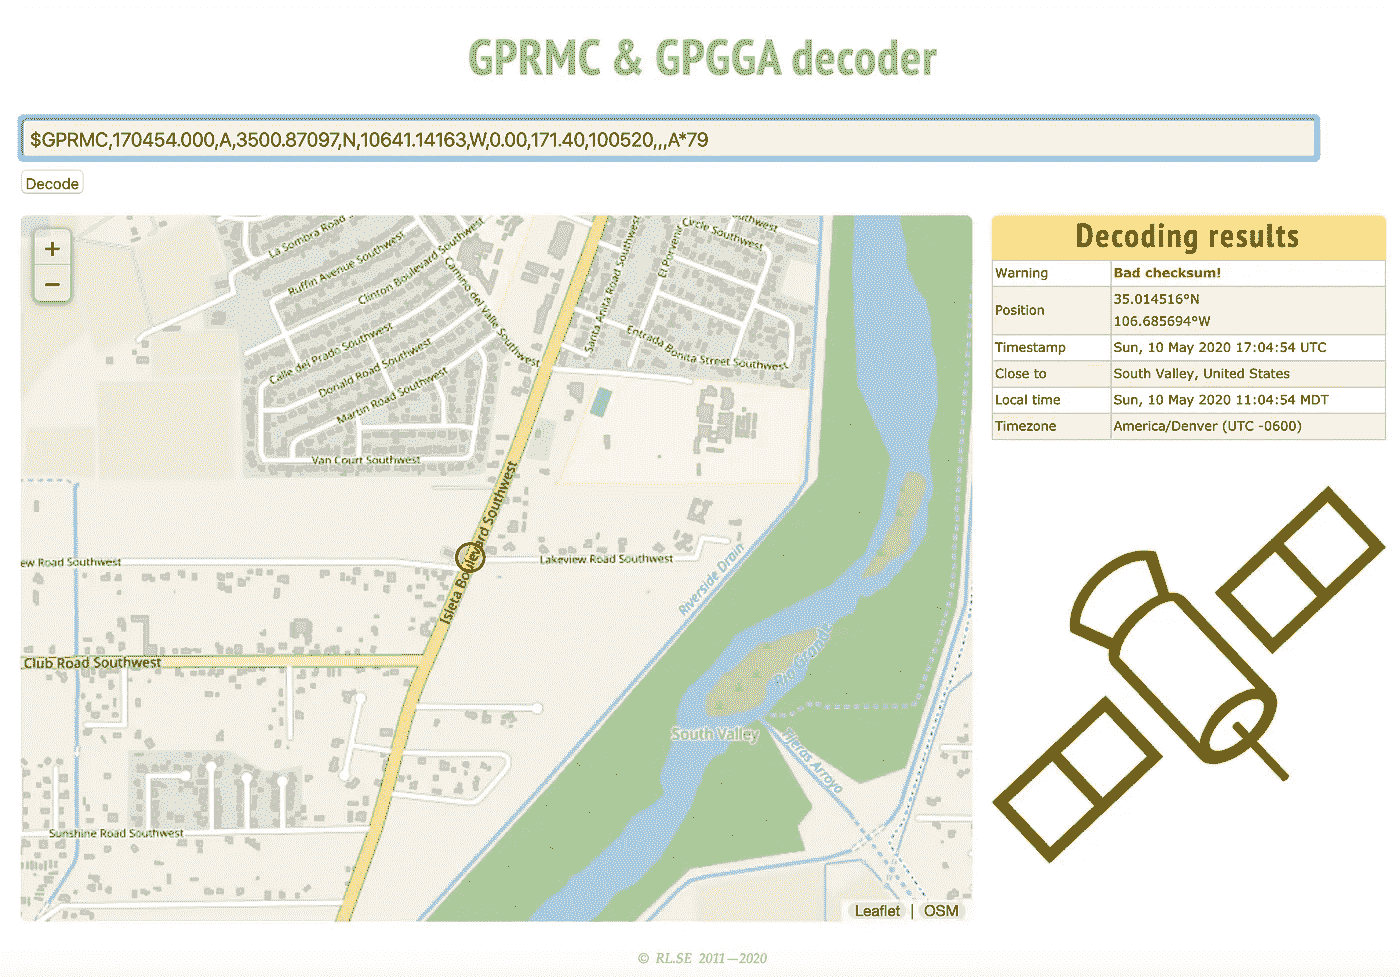 GPRMC & GPGGA decoder
$GPRMC,170454.000,A,3500.87097,N,10641.14163,W,0.00,171.40,100520,,,A*79
Decode
+
−
La Sombra Road
Ruffin Avenue Southwest
Clinton Boulevard Southwest
Camino del Valle Southwest
Calle del Prado Southwest
Donald Road Southwest
Martin Road Southwest
Van Court Southwest
Santa Anita Road Southwest
El Porvenir
Circle Southwest
uthwest
Entrada Bonita Street Southwest
Isleta Boulevard Southwest
ew Road Southwest
Lakeview Road Southwest
Riverside Drain
Club Road Southwest
Rio Grande
South Valley
Tijeras Arroyo
Sunshine Road Southwest
Leaflet | OSM
Decoding results
Warning Bad checksum!
Position 35.014516°N
106.685694°W
Timestamp Sun, 10 May 2020 17:04:54 UTC
Close to South Valley, United States
Local time Sun, 10 May 2020 11:04:54 MDT
Timezone America/Denver (UTC -0600)
© RL.SE 2011—2020